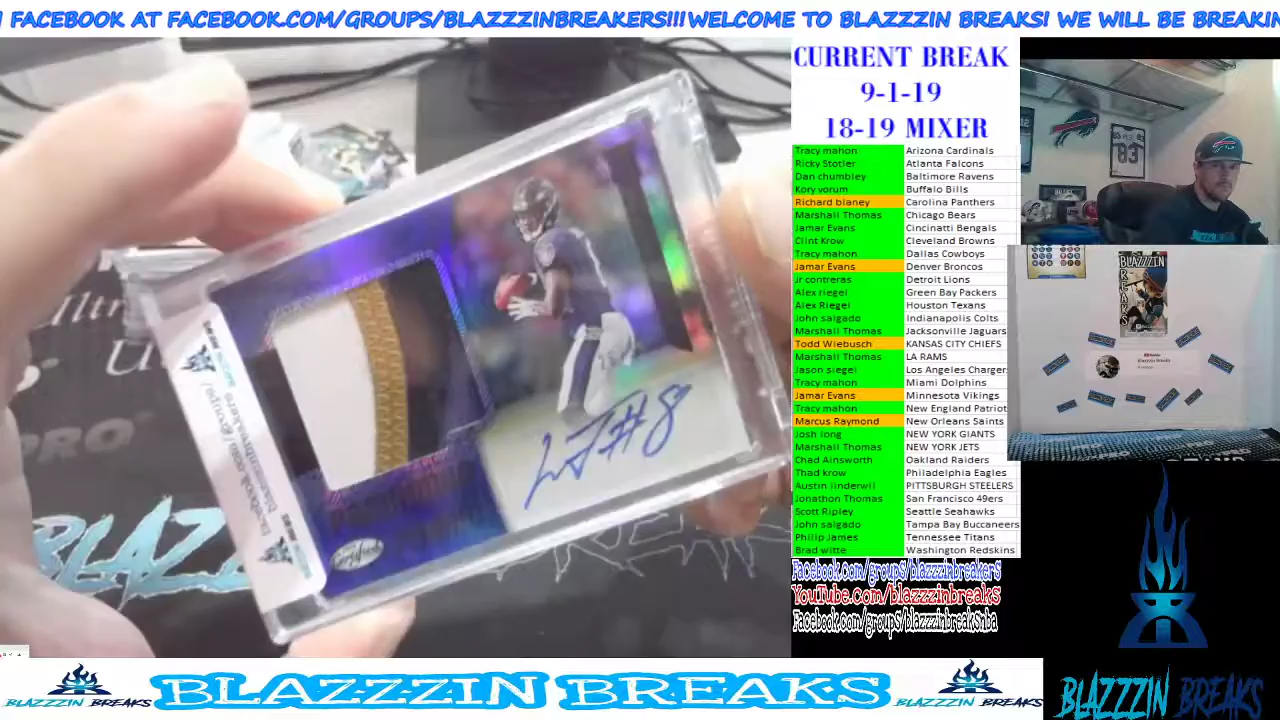 FACEBOOK AT FACEBOOK.COM/GROUPS/BLAZZZINBREAKERS!!! WELCOME TO BLAZZZIN BREAKS! WE WILL BE BREAKIN
CURRENT BREAK
9-1-19
18-19 MIXER
Tracy mahon Arizona Cardinals
Ricky Stotler Atlanta Falcons
Dan chumbley Baltimore Ravens
Kory vorum Buffalo Bills
Richard blaney Carolina Panthers
Marshall Thomas Chicago Bears
Jamar Evans Cincinatti Bengals
Clint Krow Cleveland Browns
Tracy mahon Dallas Cowboys
Jamar Evans Denver Broncos
Jr contreras Detroit Lions
Alex riegel Green Bay Packers
Alex Riegel Houston Texans
John salgado Indianapolis Colts
Marshall Thomas Jacksonville Jaguars
Todd Wiebusch KANSAS CITY CHIEFS
Marshall Thomas LA RAMS
Jason siegel Los Angeles Chargers
Tracy mahon Miami Dolphins
Jamar Evans Minnesota Vikings
Tracy mahon New England Patriot
Marcus Raymond New Orleans Saints
Josh long NEW YORK GIANTS
Marshall Thomas NEW YORK JETS
Chad Ainsworth Oakland Raiders
Thad krow Philadelphia Eagles
Austin linderwil PITTSBURGH STEELERS
Jonathon Thomas San Francisco 49ers
Scott Ripley Seattle Seahawks
John salgado Tampa Bay Buccaneers
Philip James Tennessee Titans
Brad witte Washington Redskins
Facebook.com/groups/blazzzinbreakers
YouTube.com/blazzzinbreaks
Facebook.com/groups/blazzzinbreaksnba
#8
83
BLAZZZIN
BREAKS
BLAZZZIN BREAKS
BLAZZZIN BREAKS
BLAZZZIN BREAKS
BLAZZZIN BREAKS